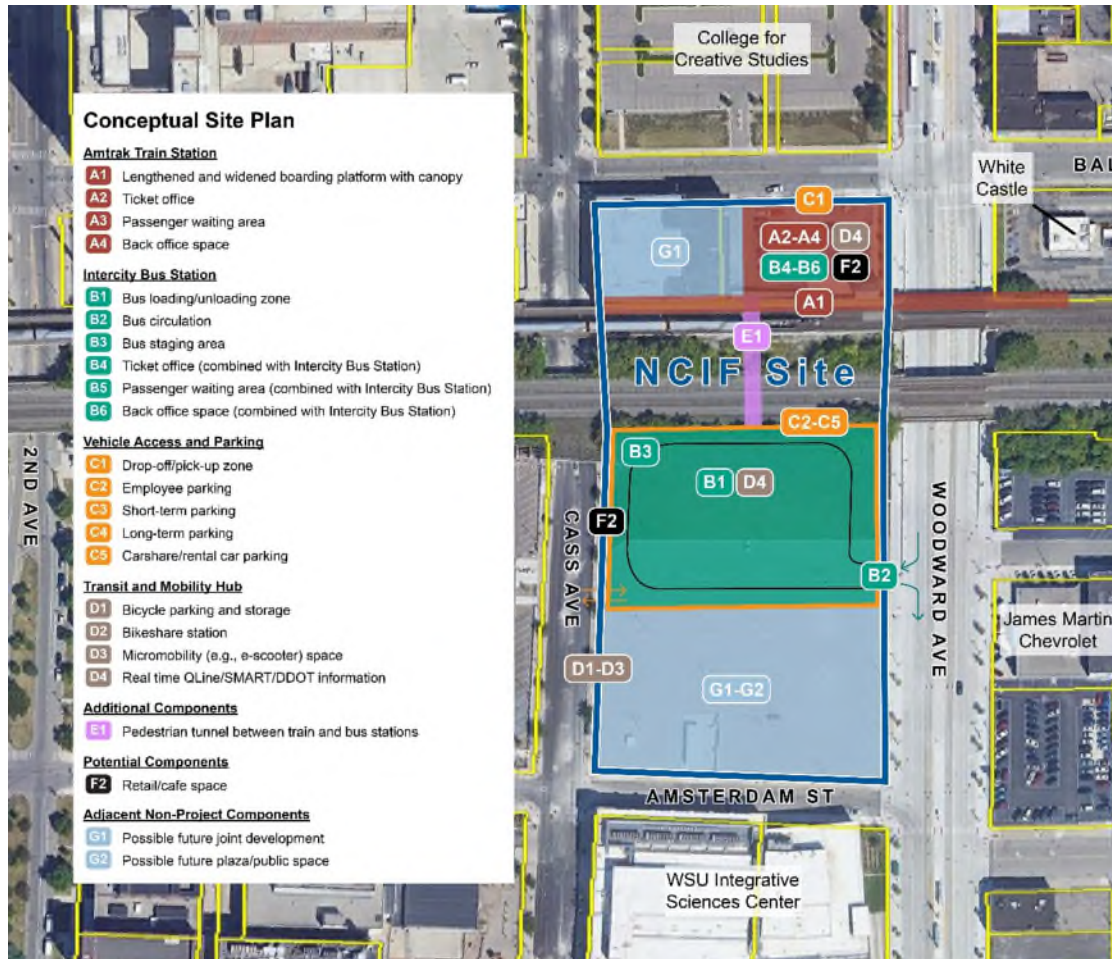 College for
Creative Studies
Conceptual Site Plan
Amtrak Train Station
A1 Lengthened and widened boarding platform with canopy
A2 Ticket office
A3 Passenger waiting area
A4 Back office space
Intercity Bus Station
B1 Bus loading/unloading zone
B2 Bus circulation
B3 Bus staging area
B4 Ticket office (combined with Intercity Bus Station)
B5 Passenger waiting area (combined with Intercity Bus Station)
B6 Back office space (combined with Intercity Bus Station)
Vehicle Access and Parking
C1 Drop-off/pick-up zone
C2 Employee parking
C3 Short-term parking
C4 Long-term parking
C5 Carshare/rental car parking
Transit and Mobility Hub
D1 Bicycle parking and storage
D2 Bikeshare station
D3 Micromobility (e.g., e-scooter) space
D4 Real time QLine/SMART/DDOT information
Additional Components
E1 Pedestrian tunnel between train and bus stations
Potential Components
F2 Retail/cafe space
Adjacent Non-Project Components
G1 Possible future joint development
G2 Possible future plaza/public space
White
Castle
BAL
C1
G1
A2-A4 D4
B4-B6 F2
A1
E1
NCIF Site
C2-C5
B3
B1 D4
F2
B2
2ND AVE
CASS AVE
WOODWARD AVE
James Martin
Chevrolet
D1-D3
G1-G2
AMSTERDAM ST
WSU Integrative
Sciences Center